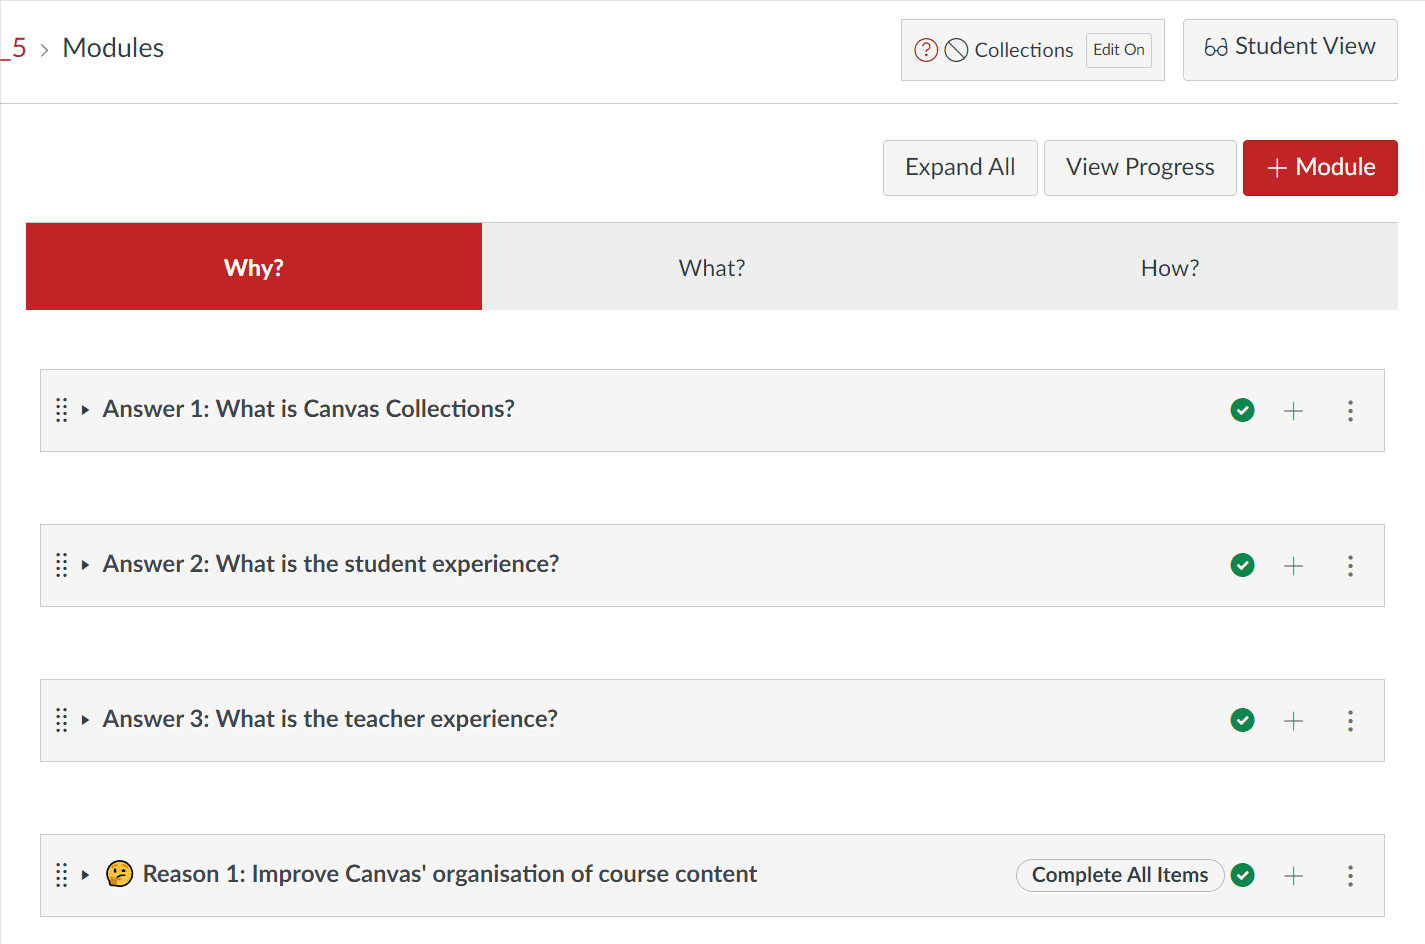 _5 > Modules
? Collections Edit On
Student View
Expand All
View Progress
+ Module
Why?
What?
How?
Answer 1: What is Canvas Collections?
Answer 2: What is the student experience?
Answer 3: What is the teacher experience?
🤔 Reason 1: Improve Canvas' organisation of course content
Complete All Items